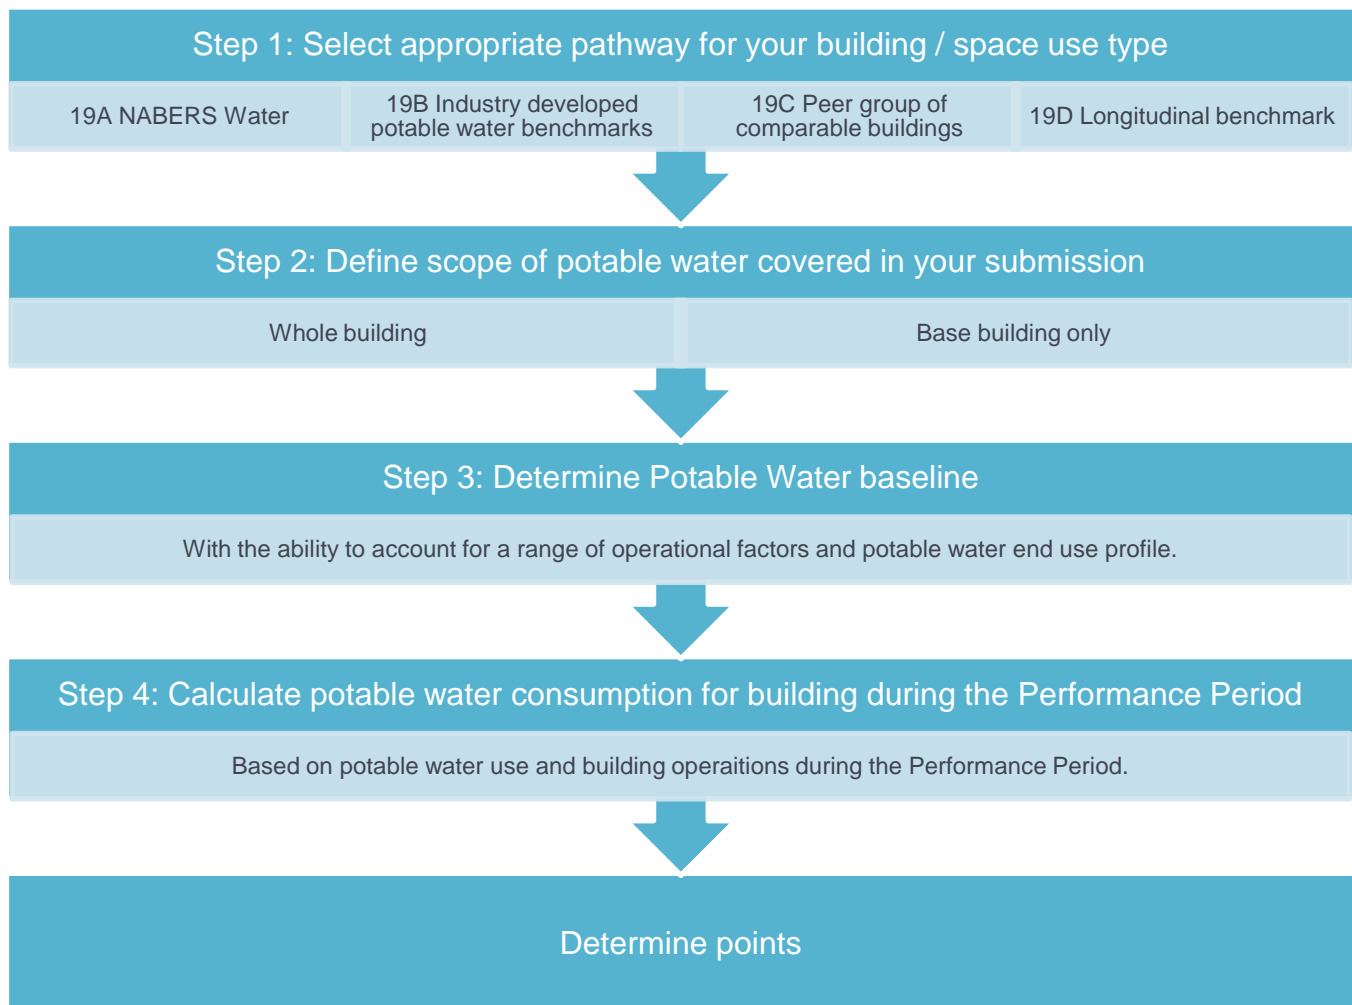 Step 1: Select appropriate pathway for your building / space use type
19A NABERS Water
19B Industry developed
potable water benchmarks
19C Peer group of
comparable buildings
19D Longitudinal benchmark
Step 2: Define scope of potable water covered in your submission
Whole building
Base building only
Step 3: Determine Potable Water baseline
With the ability to account for a range of operational factors and potable water end use profile.
Step 4: Calculate potable water consumption for building during the Performance Period
Based on potable water use and building operaitions during the Performance Period.
Determine points